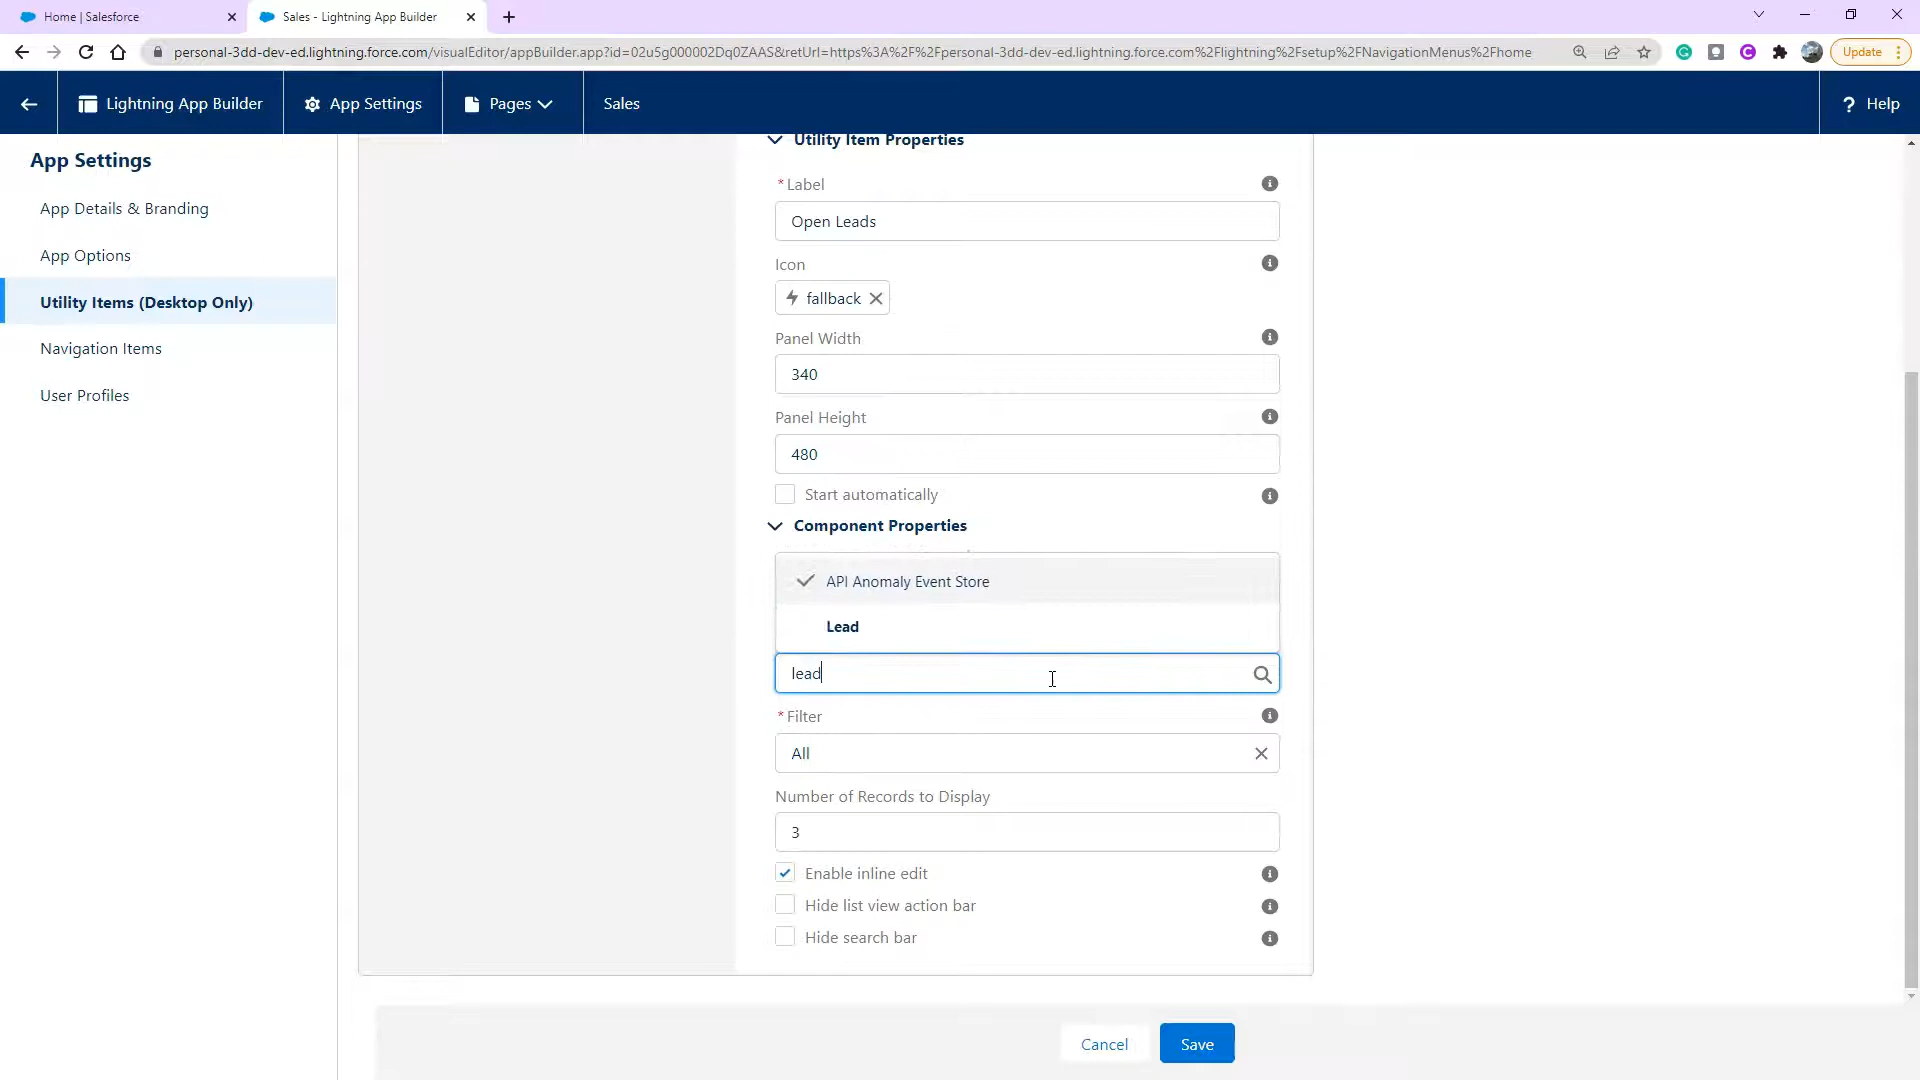 Home | Salesforce
Sales - Lightning App Builder
personal-3dd-dev-ed.lightning.force.com/visualEditor/appBuilder.app?id=02u5g000002Dq0ZAAS&retUrl=https%3A%2F%2Fpersonal-3dd-dev-ed.lightning.force.com%2Flightning%2Fsetup%2FNavigationMenus%2Fhome
Update
Lightning App Builder
App Settings
Pages
Sales
? Help
App Settings
App Details & Branding
App Options
Utility Items (Desktop Only)
Navigation Items
User Profiles
Utility Item Properties
* Label
Open Leads
Icon
fallback
Panel Width
340
Panel Height
480
Start automatically
Component Properties
API Anomaly Event Store
Lead
lead
* Filter
All
Number of Records to Display
3
Enable inline edit
Hide list view action bar
Hide search bar
Cancel
Save